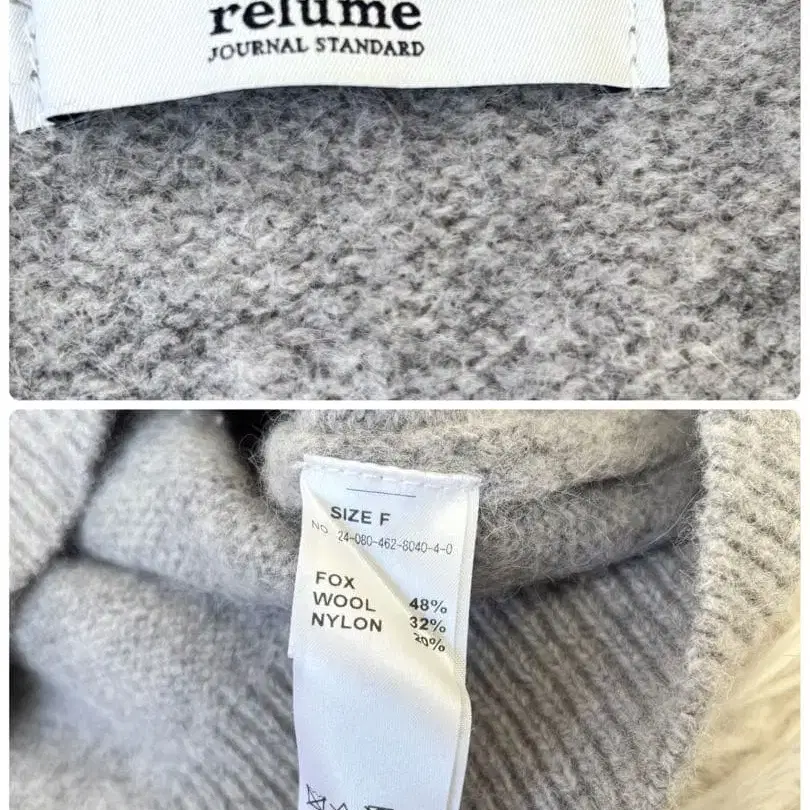 relume
JOURNAL STANDARD
SIZE F
NO 24-080-462-8040-4-0
FOX 48%
WOOL 32%
NYLON 20%